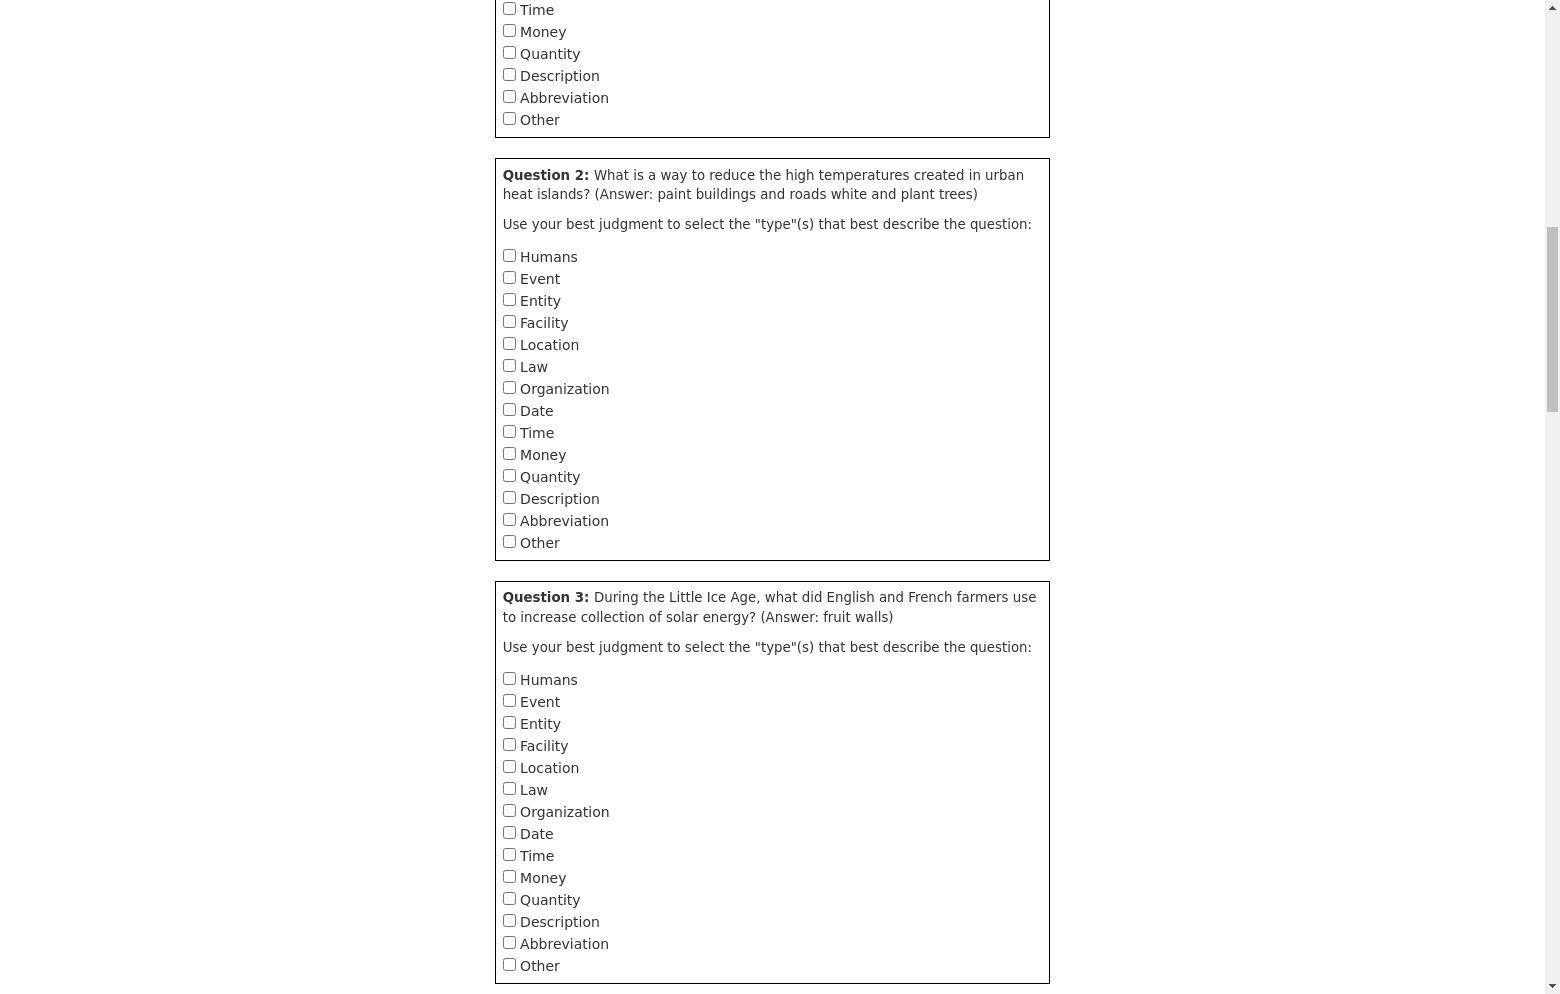 Time
Money
Quantity
Description
Abbreviation
Other
Question 2: What is a way to reduce the high temperatures created in urban
heat islands? (Answer: paint buildings and roads white and plant trees)
Use your best judgment to select the "type"(s) that best describe the question:
Humans
Event
Entity
Facility
Location
Law
Organization
Date
Time
Money
Quantity
Description
Abbreviation
Other
Question 3: During the Little Ice Age, what did English and French farmers use
to increase collection of solar energy? (Answer: fruit walls)
Use your best judgment to select the "type"(s) that best describe the question:
Humans
Event
Entity
Facility
Location
Law
Organization
Date
Time
Money
Quantity
Description
Abbreviation
Other